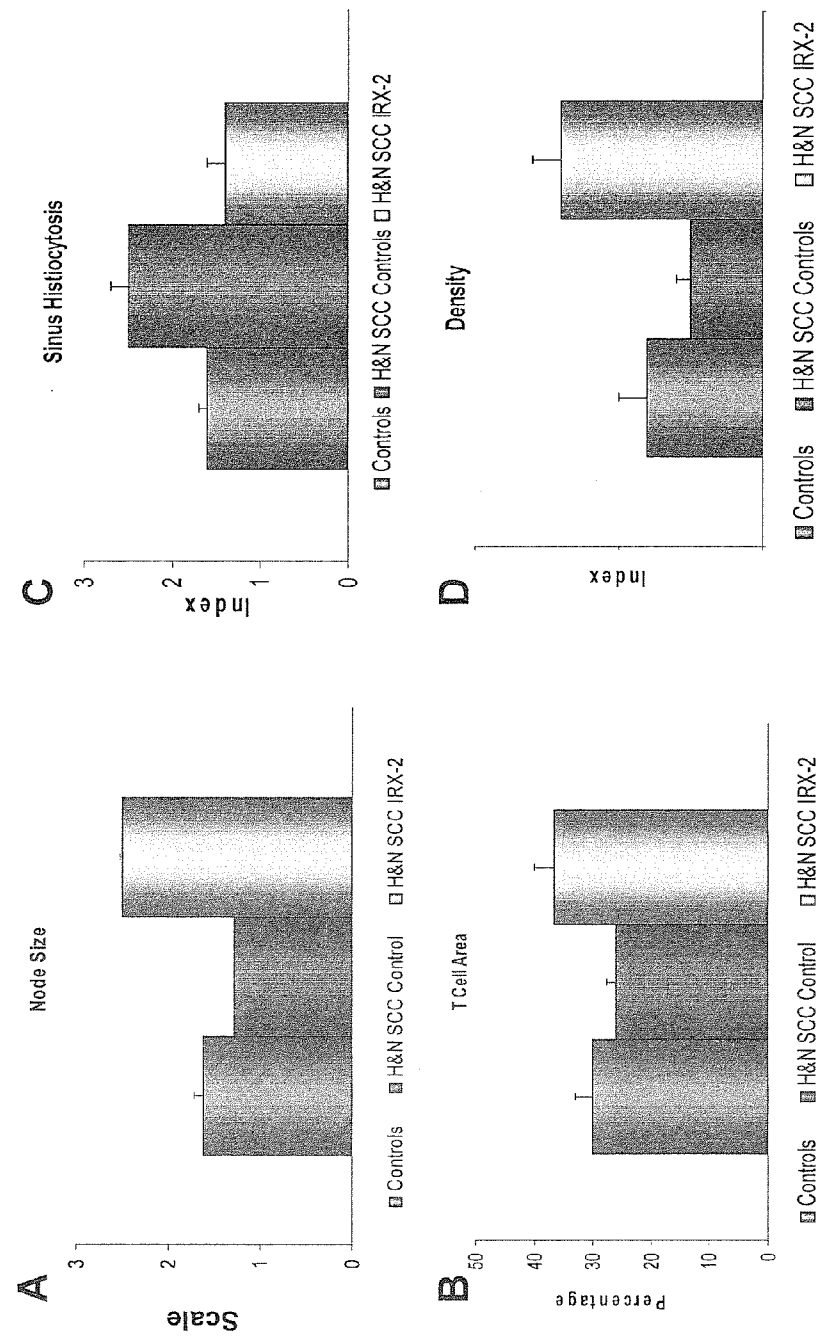 A
Node Size
Scale
3
2
1
0
Controls H&N SCC Control H&N SCC IRX-2
B
T Cell Area
Percentage
50
40
30
20
10
0
Controls H&N SCC Control H&N SCC IRX-2
C
Sinus Histiocytosis
Index
3
2
1
0
Controls H&N SCC Controls H&N SCC IRX-2
D
Density
Index
Controls H&N SCC Controls H&N SCC IRX-2